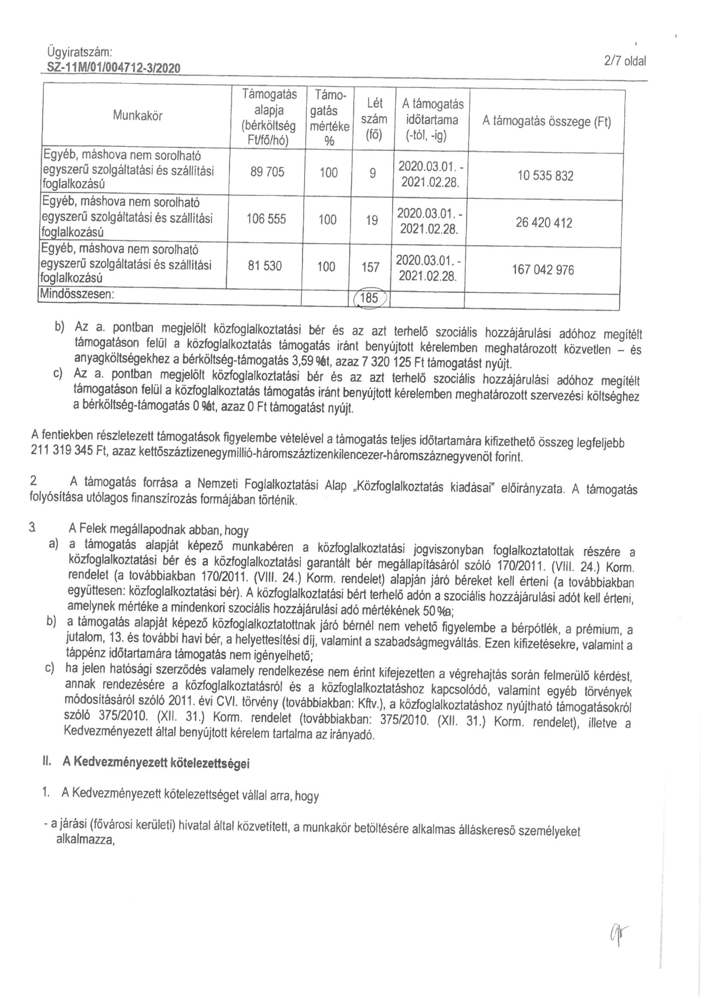 Ügyiratszám:
SZ-11M/01/004712-3/2020
2/7 oldal
Munkakör
Támogatás
alapja
(bérköltség
Ft/fő/hó)
Támo-
gatás
mértéke
%
Lét
szám
(fő)
A támogatás
időtartama
(-tól, -ig)
A támogatás összege (Ft)
Egyéb, máshova nem sorolható
egyszerű szolgáltatási és szállítási
foglalkozású
89 705
100
9
2020.03.01. -
2021.02.28.
10 535 832
Egyéb, máshova nem sorolható
egyszerű szolgáltatási és szállítási
foglalkozású
106 555
100
19
2020.03.01. -
2021.02.28.
26 420 412
Egyéb, máshova nem sorolható
egyszerű szolgáltatási és szállítási
foglalkozású
81 530
100
157
2020.03.01. -
2021.02.28.
167 042 976
Mindösszesen:
185
b) Az a. pontban megjelölt közfoglalkoztatási bér és az azt terhelő szociális hozzájárulási adóhoz megítélt
támogatáson felül a közfoglalkoztatás támogatás iránt benyújtott kérelemben meghatározott közvetlen – és
anyagköltségekhez a bérköltség-támogatás 3,59 %át, azaz 7 320 125 Ft támogatást nyújt.
c) Az a. pontban megjelölt közfoglalkoztatási bér és az azt terhelő szociális hozzájárulási adóhoz megítélt
támogatáson felül a közfoglalkoztatás támogatás iránt benyújtott kérelemben meghatározott szervezési költséghez
a bérköltség-támogatás 0 %át, azaz 0 Ft támogatást nyújt.
A fentiekben részletezett támogatások figyelembe vételével a támogatás teljes időtartamára kifizethető összeg legfeljebb
211 319 345 Ft, azaz kettőszáztizenegymillió-háromszáztizenkilencezer-háromszáznegyvenöt forint.
2 A támogatás forrása a Nemzeti Foglalkoztatási Alap „Közfoglalkoztatás kiadásai” előirányzata. A támogatás
folyósítása utólagos finanszírozás formájában történik.
3. A Felek megállapodnak abban, hogy
a) a támogatás alapját képező munkabéren a közfoglalkoztatási jogviszonyban foglalkoztatottak részére a
közfoglalkoztatási bér és a közfoglalkoztatási garantált bér megállapításáról szóló 170/2011. (VIII. 24.) Korm.
rendelet (a továbbiakban 170/2011. (VIII. 24.) Korm. rendelet) alapján járó béreket kell érteni (a továbbiakban
együttesen: közfoglalkoztatási bér). A közfoglalkoztatási bért terhelő adón a szociális hozzájárulási adót kell érteni,
amelynek mértéke a mindenkori szociális hozzájárulási adó mértékének 50 %a;
b) a támogatás alapját képező közfoglalkoztatottnak járó bérnél nem vehető figyelembe a bérpótlék, a prémium, a
jutalom, 13. és további havi bér, a helyettesítési díj, valamint a szabadságmegváltás. Ezen kifizetésekre, valamint a
táppénz időtartamára támogatás nem igényelhető;
c) ha jelen hatósági szerződés valamely rendelkezése nem érint kifejezetten a végrehajtás során felmerülő kérdést,
annak rendezésére a közfoglalkoztatásról és a közfoglalkoztatáshoz kapcsolódó, valamint egyéb törvények
módosításáról szóló 2011. évi CVI. törvény (továbbiakban: Kftv.), a közfoglalkoztatáshoz nyújtható támogatásokról
szóló 375/2010. (XII. 31.) Korm. rendelet (továbbiakban: 375/2010. (XII. 31.) Korm. rendelet), illetve a
Kedvezményezett által benyújtott kérelem tartalma az irányadó.
II. A Kedvezményezett kötelezettségei
1. A Kedvezményezett kötelezettséget vállal arra, hogy
- a járási (fővárosi kerületi) hivatal által közvetített, a munkakör betöltésére alkalmas álláskereső személyeket
alkalmazza,